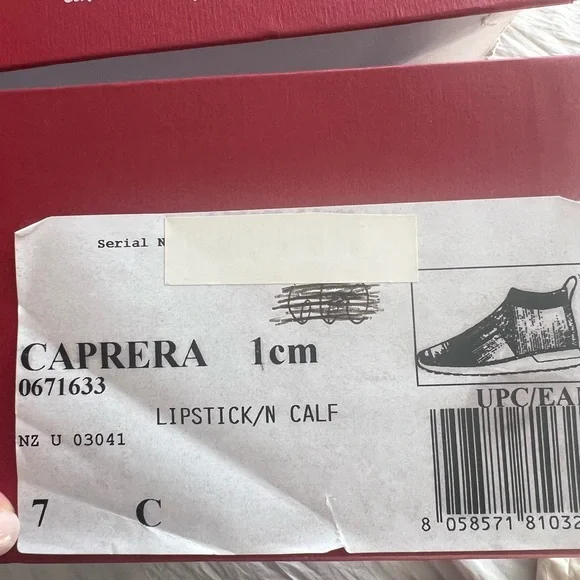 Serial N
CAPRERA 1cm
0671633
LIPSTICK/N CALF
NZ U 03041
7 C
UPC/EA
8 058571 81032